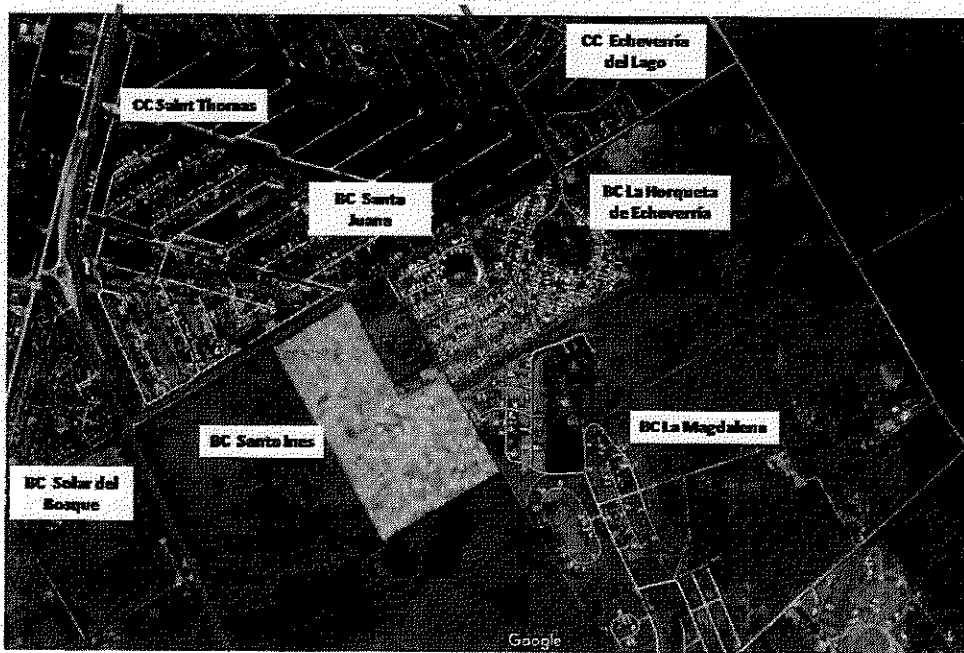 CC Echeverría
del Lago
CC Saint Thomas
BC Santa
Juana
BC La Horqueta
de Echeverría
BC Santa Ines
BC La Magdalena
BC Solar del
Bosque
Google